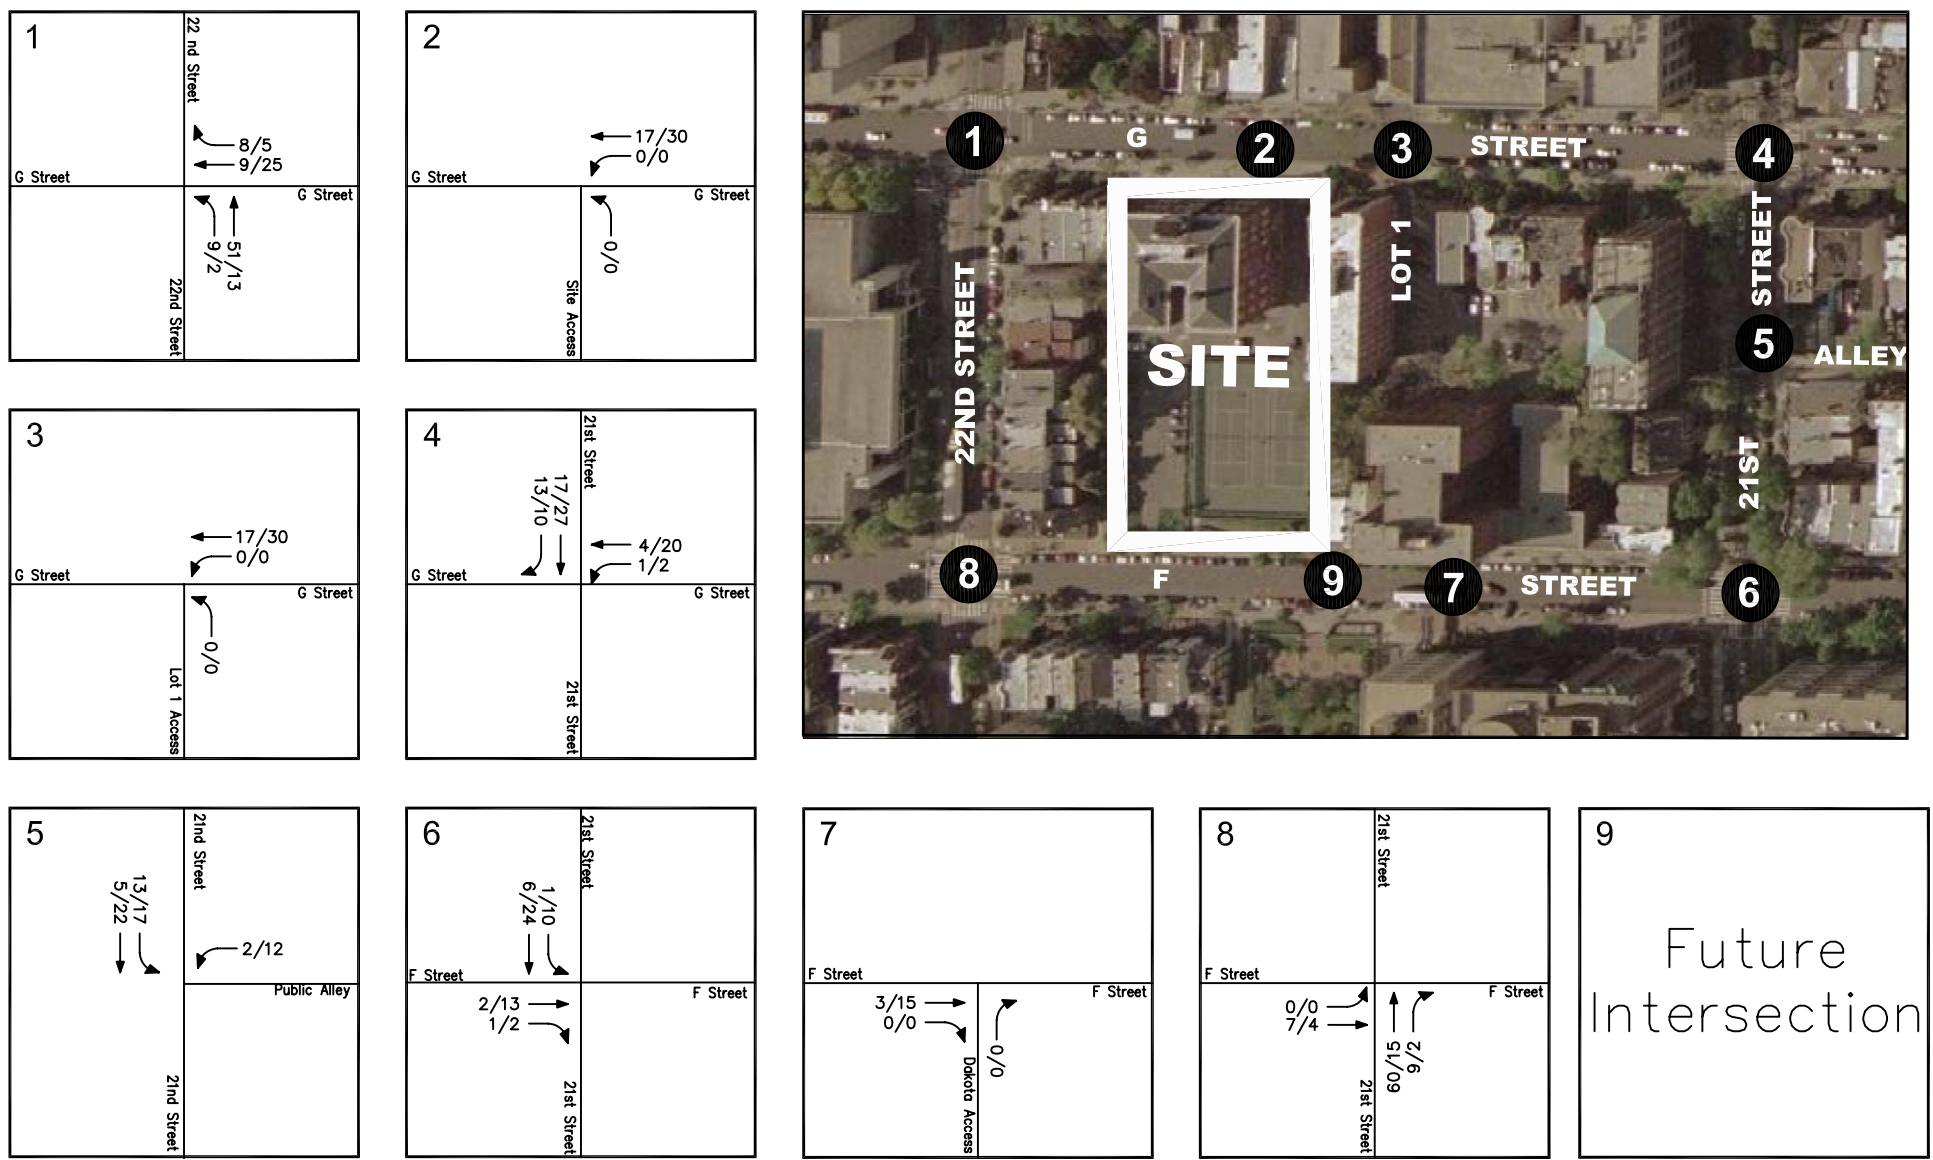 1
22 nd Street
8/5
9/25
G Street
G Street
9/2
51/13
22nd Street
2
17/30
0/0
G Street
G Street
0/0
Site Access
3
17/30
0/0
G Street
G Street
0/0
Lot 1 Access
4
21st Street
13/10
17/27
4/20
1/2
G Street
G Street
21st Street
1
G
2
3
STREET
4
22ND STREET
SITE
LOT 1
21ST STREET
5
ALLEY
8
F
9
7
STREET
6
5
21nd Street
5/22
13/17
2/12
Public Alley
21nd Street
6
21st Street
6/24
1/10
F Street
F Street
2/13
1/2
21st Street
7
F Street
F Street
3/15
0/0
0/0
Dakota Access
8
21st Street
F Street
F Street
0/0
7/4
60/15
9/2
21st Street
9
Future
Intersection